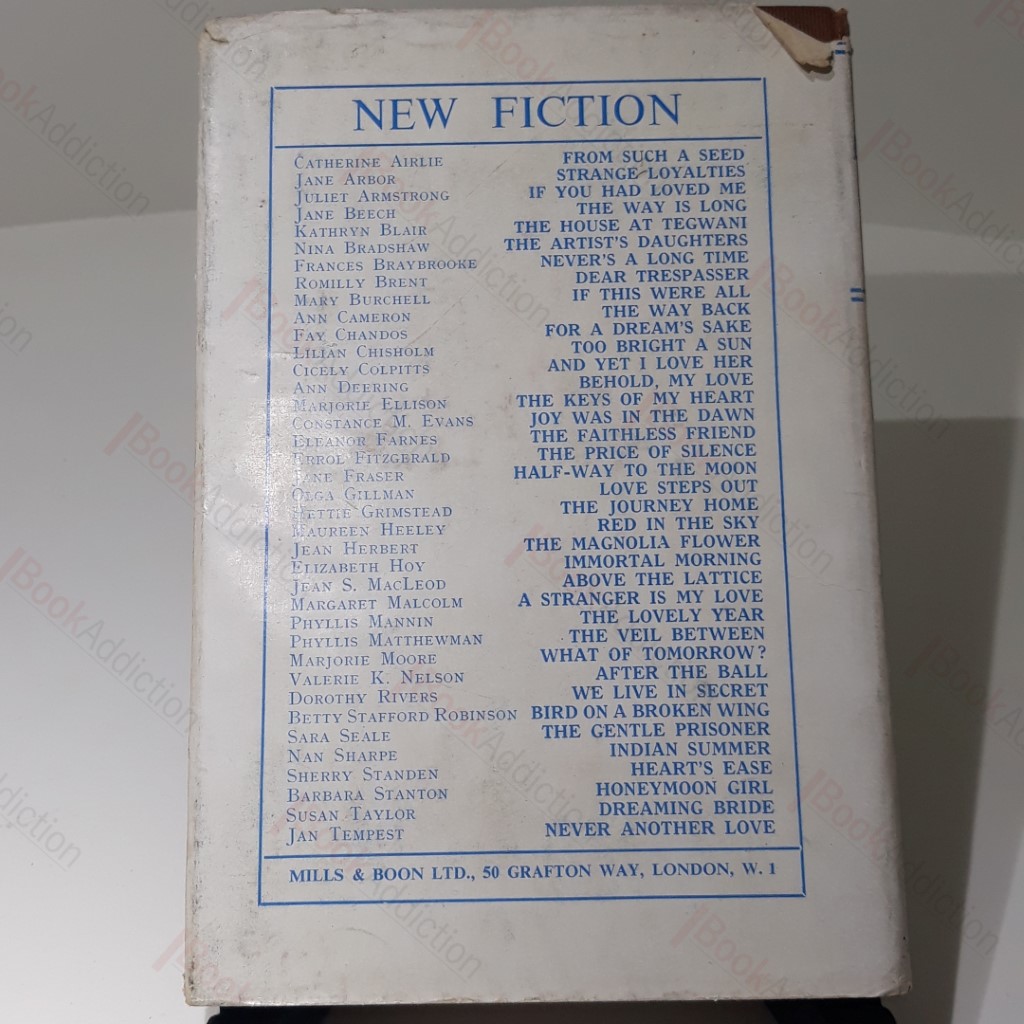 NEW FICTION
CATHERINE AIRLIE FROM SUCH A SEED
JANE ARBOR STRANGE LOYALTIES
JULIET ARMSTRONG IF YOU HAD LOVED ME
JANE BEECH THE WAY IS LONG
KATHRYN BLAIR THE HOUSE AT TEGWANI
NINA BRADSHAW THE ARTIST'S DAUGHTERS
FRANCES BRAYBROOKE NEVER'S A LONG TIME
ROMILLY BRENT DEAR TRESPASSER
MARY BURCHELL IF THIS WERE ALL
ANN CAMERON THE WAY BACK
FAY CHANDOS FOR A DREAM'S SAKE
LILIAN CHISHOLM TOO BRIGHT A SUN
CICELY COLPITTS AND YET I LOVE HER
ANN DEERING BEHOLD, MY LOVE
MARJORIE ELLISON THE KEYS OF MY HEART
CONSTANCE M. EVANS JOY WAS IN THE DAWN
ELEANOR FARNES THE FAITHLESS FRIEND
ERROL FITZGERALD THE PRICE OF SILENCE
JANE FRASER HALF-WAY TO THE MOON
OLGA GILLMAN LOVE STEPS OUT
HETTIE GRIMSTEAD THE JOURNEY HOME
MAUREEN HEELEY RED IN THE SKY
JEAN HERBERT THE MAGNOLIA FLOWER
ELIZABETH HOY IMMORTAL MORNING
JEAN S. MACLEOD ABOVE THE LATTICE
MARGARET MALCOLM A STRANGER IS MY LOVE
PHYLLIS MANNIN THE LOVELY YEAR
PHYLLIS MATTHEWMAN THE VEIL BETWEEN
MARJORIE MOORE WHAT OF TOMORROW?
VALERIE K. NELSON AFTER THE BALL
DOROTHY RIVERS WE LIVE IN SECRET
BETTY STAFFORD ROBINSON BIRD ON A BROKEN WING
SARA SEALE THE GENTLE PRISONER
NAN SHARPE INDIAN SUMMER
SHERRY STANDEN HEART'S EASE
BARBARA STANTON HONEYMOON GIRL
SUSAN TAYLOR DREAMING BRIDE
JAN TEMPEST NEVER ANOTHER LOVE
MILLS & BOON LTD., 50 GRAFTON WAY, LONDON, W. 1